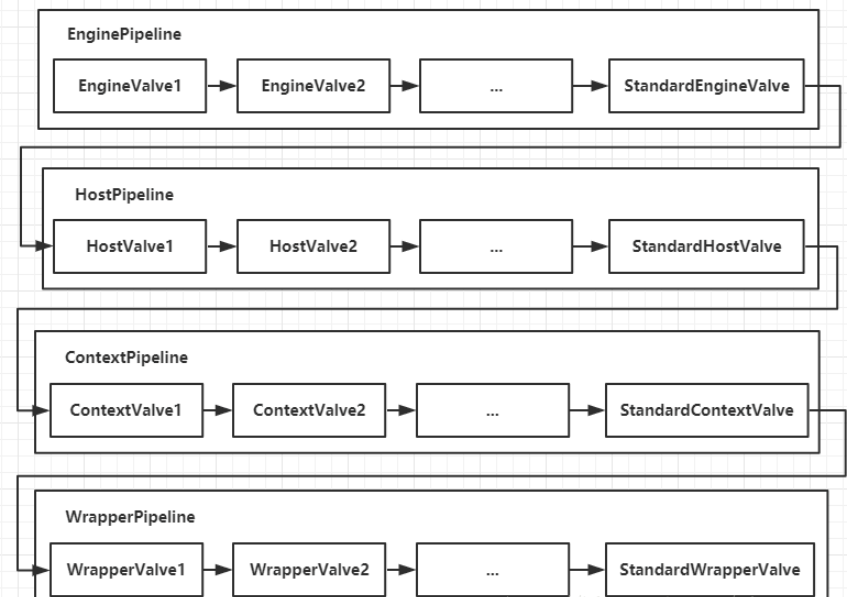 EnginePipeline
EngineValve1 EngineValve2 ... StandardEngineValve
HostPipeline
HostValve1 HostValve2 ... StandardHostValve
ContextPipeline
ContextValve1 ContextValve2 ... StandardContextValve
WrapperPipeline
WrapperValve1 WrapperValve2 ... StandardWrapperValve